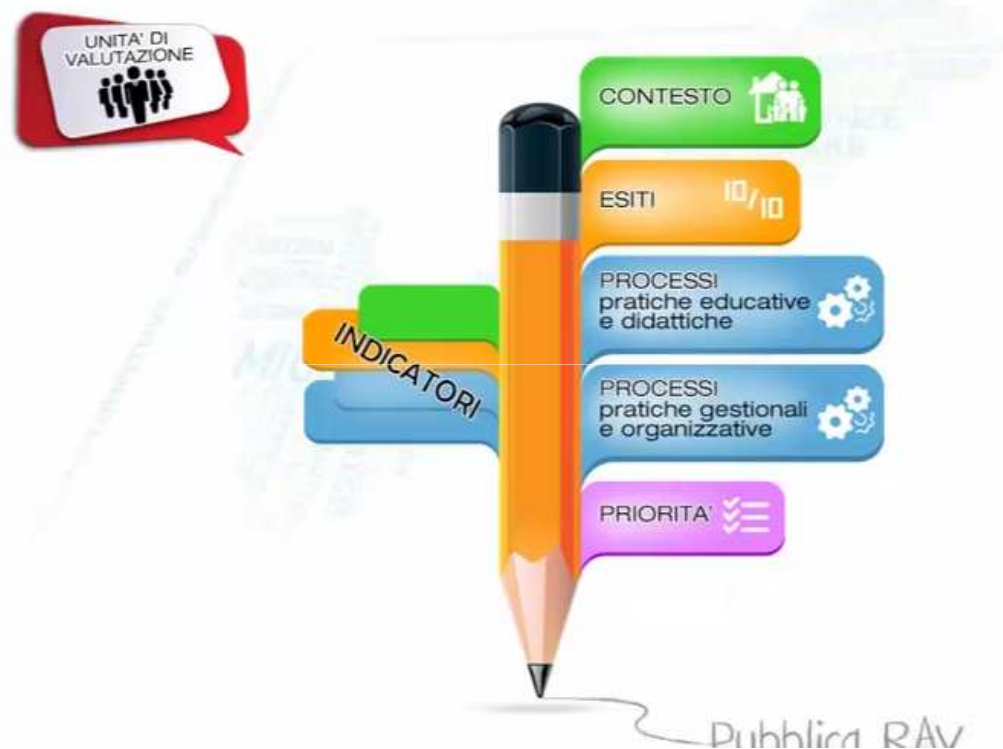 UNITA' DI
VALUTAZIONE
CONTESTO
ESITI 10/10
PROCESSI
pratiche educative
e didattiche
INDICATORI
PROCESSI
pratiche gestionali
e organizzative
PRIORITA'
Pubblica RAV